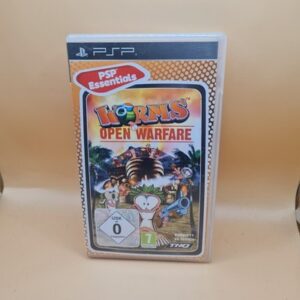 PSP
PSP
Essentials
WORMS
OPEN WARFARE
USK
0
7
THQ